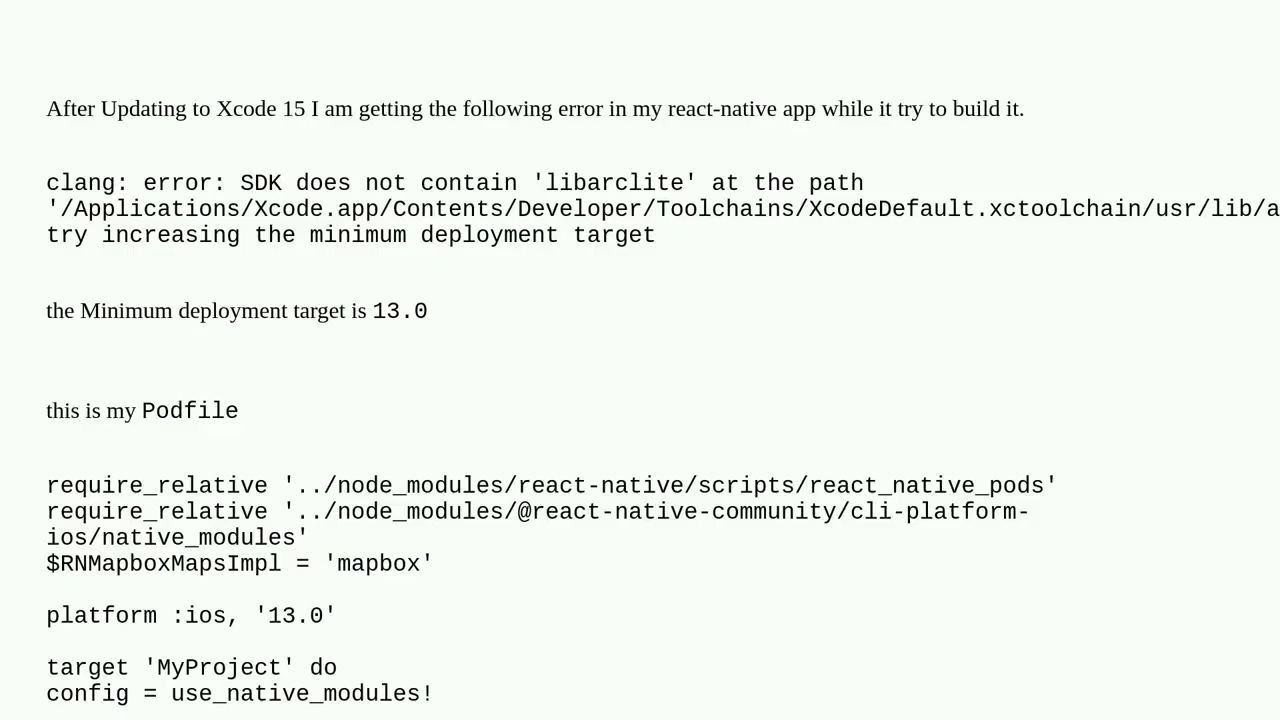 After Updating to Xcode 15 I am getting the following error in my react-native app while it try to build it.
clang: error: SDK does not contain 'libarclite' at the path
'/Applications/Xcode.app/Contents/Developer/Toolchains/XcodeDefault.xctoolchain/usr/lib/a
try increasing the minimum deployment target
the Minimum deployment target is 13.0
this is my Podfile
require_relative '../node_modules/react-native/scripts/react_native_pods'
require_relative '../node_modules/@react-native-community/cli-platform-
ios/native_modules'
$RNMapboxMapsImpl = 'mapbox'
platform :ios, '13.0'
target 'MyProject' do
config = use_native_modules!